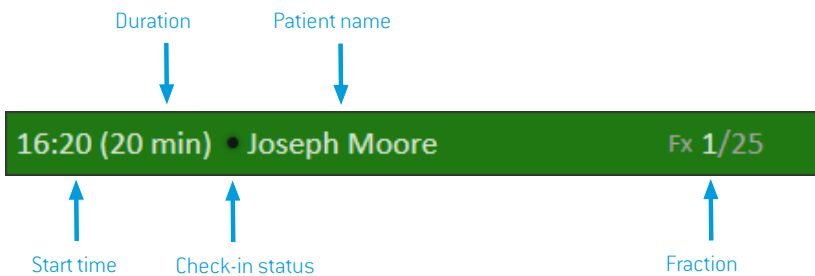 Duration
Patient name
16:20 (20 min) • Joseph Moore Fx 1/25
Start time
Check-in status
Fraction